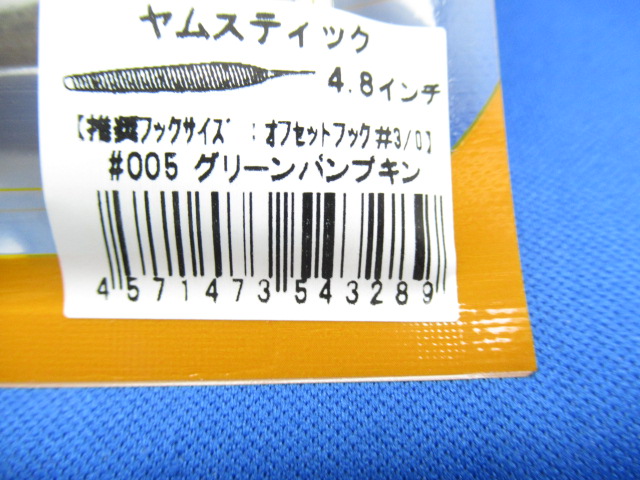 ヤムスティック
4.8インチ
【推奨フックサイズ：オフセットフック#3/0】
#005 グリーンパンプキン
4571473543289